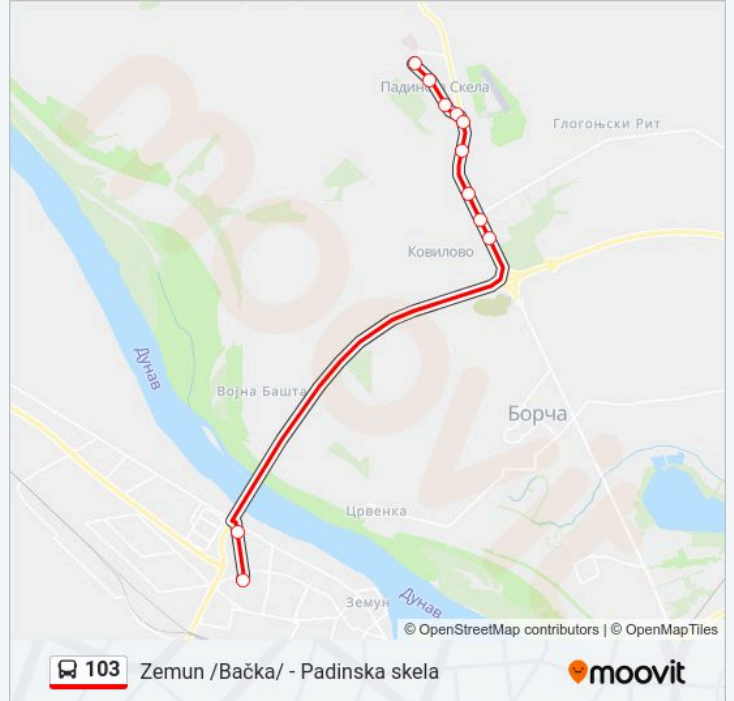 Падинска Скела
Глогоњски Рит
Ковилово
Дунав
Војна Башта
Борча
Црвенка
Земун
Дунав
© OpenStreetMap contributors | © OpenMapTiles
103 Zemun /Bačka/ - Padinska skela
moovit
moovit